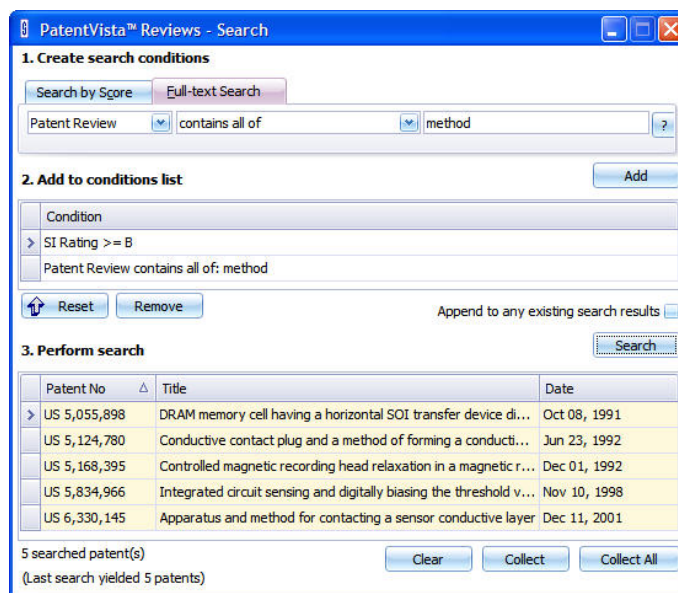 PatentVista™ Reviews - Search
1. Create search conditions
Search by Score Full-text Search
Patent Review contains all of method ?
2. Add to conditions list Add
Condition
SI Rating >= B
Patent Review contains all of: method
Reset Remove
Append to any existing search results
3. Perform search Search
Patent No Title Date
US 5,055,898 DRAM memory cell having a horizontal SOI transfer device di... Oct 08, 1991
US 5,124,780 Conductive contact plug and a method of forming a conducti... Jun 23, 1992
US 5,168,395 Controlled magnetic recording head relaxation in a magnetic r... Dec 01, 1992
US 5,834,966 Integrated circuit sensing and digitally biasing the threshold v... Nov 10, 1998
US 6,330,145 Apparatus and method for contacting a sensor conductive layer Dec 11, 2001
5 searched patent(s)
Clear Collect Collect All
(Last search yielded 5 patents)